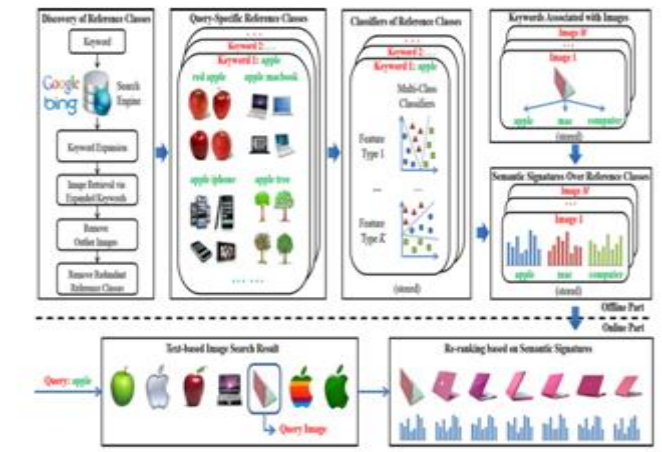 Discovery of Reference Classes
Keyword
Google
bing
Search
Engine
Keyword Expansion
Image Retrieval via
Expanded Keywords
Remove
Outlier Images
Remove Redundant
Reference Classes
Query-Specific Reference Classes
. . .
Keyword 2: . . .
Keyword 1: apple
red apple apple macbook
apple iphone apple tree
... ...
Classifiers of Reference Classes
. . .
Keyword 2: . . .
Keyword 1: apple
Multi-Class
Classifiers
Feature
Type 1
... ...
Feature
Type K
(stored)
Keywords Associated with Images
Image N
. . .
Image 1
apple mac computer
(stored)
Semantic Signatures Over Reference Classes
Image N
. . .
Image 1
apple mac computer
(stored)
Offline Part
Online Part
Query: apple
Text-based Image Search Result
Query Image
Re-ranking based on Semantic Signatures